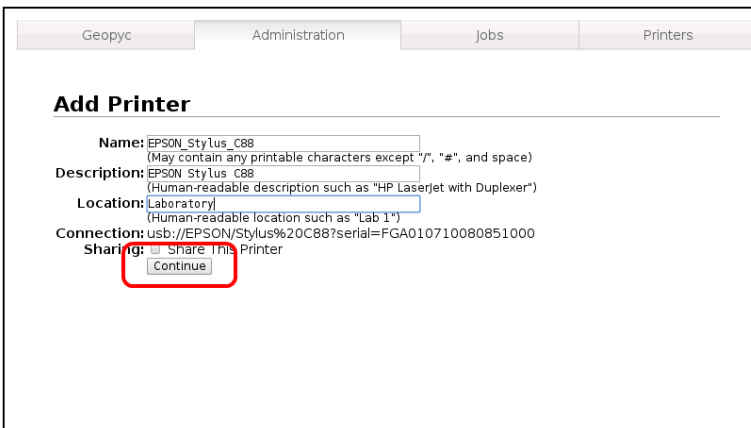 Geopyc Administration Jobs Printers
Add Printer
Name: EPSON_Stylus_C88
(May contain any printable characters except "/", "#", and space)
Description: EPSON Stylus C88
(Human-readable description such as "HP LaserJet with Duplexer")
Location: Laboratory
(Human-readable location such as "Lab 1")
Connection: usb://EPSON/Stylus%20C88?serial=FGA010710080851000
Sharing: Share This Printer
Continue